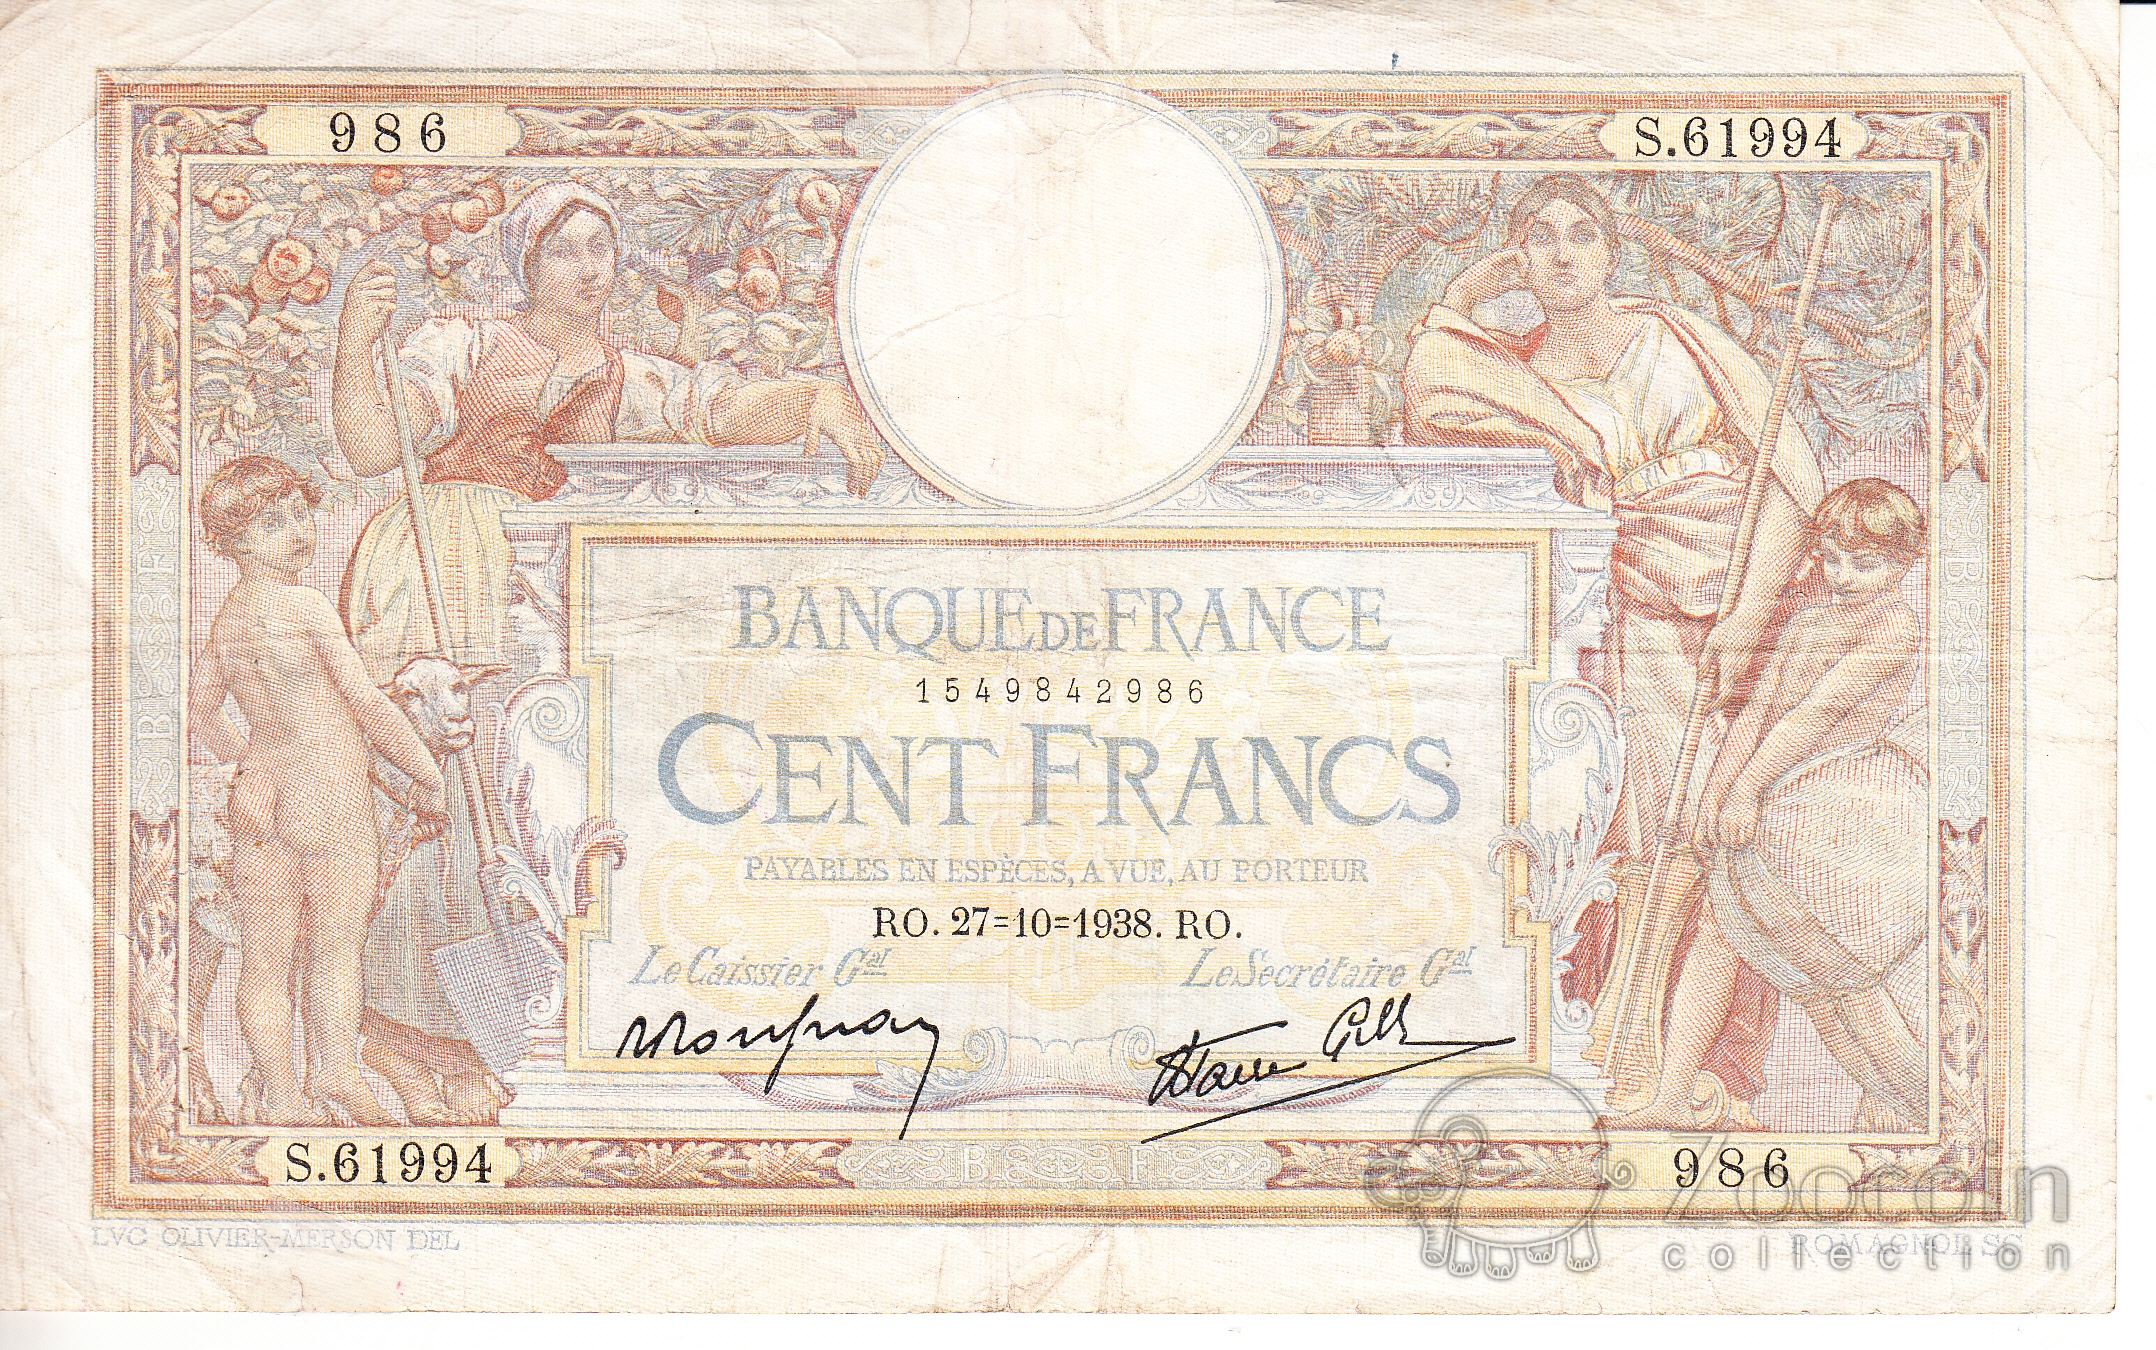 986
S.61994
BANQUE DE FRANCE
1549842986
CENT FRANCS
PAYABLES EN ESPÈCES, A VUE, AU PORTEUR
RO. 27=10=1938. RO.
Le Caissier Gal
Le Secrétaire Gal
S.61994
B F
986
B F
B F
LVC OLIVIER-MERSON DEL
ROMAGNOL SC
Zoocoin
collection